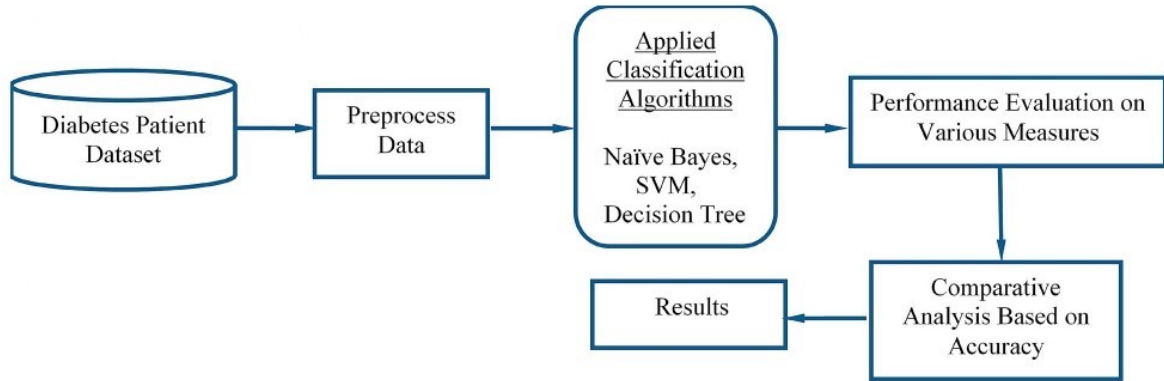 Diabetes Patient
Dataset
Preprocess
Data
Applied
Classification
Algorithms
Naïve Bayes,
SVM,
Decision Tree
Performance Evaluation on
Various Measures
Comparative
Analysis Based on
Accuracy
Results